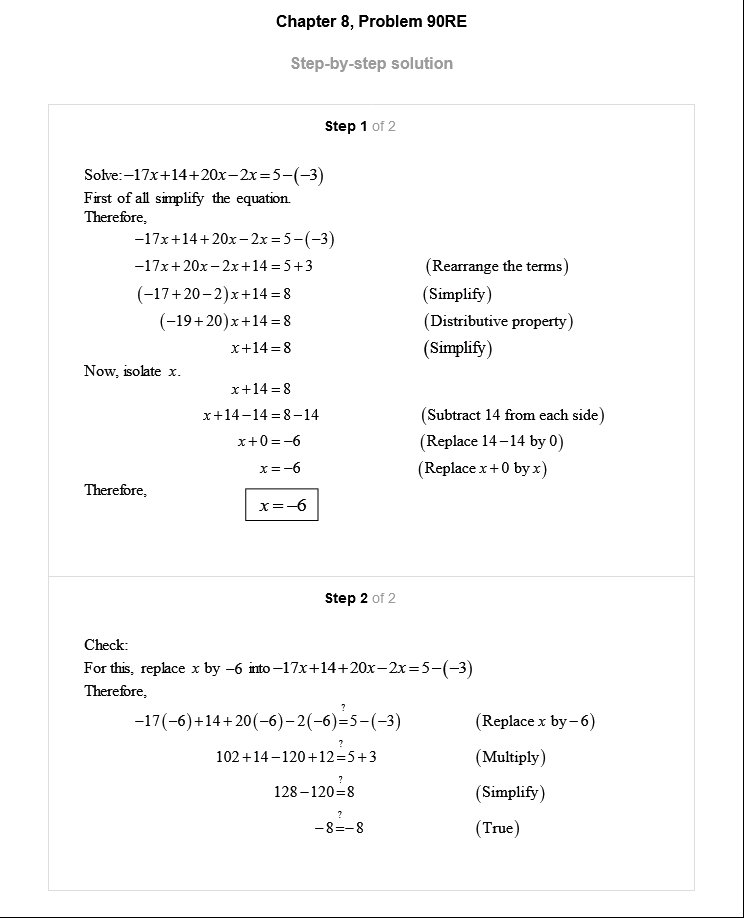 Chapter 8, Problem 90RE
Step-by-step solution
Step 1 of 2
Solve: −17x+14+20x−2x=5−(−3)
First of all simplify the equation.
Therefore,
−17x+14+20x−2x=5−(−3)
−17x+20x−2x+14=5+3 (Rearrange the terms)
(−17+20−2)x+14=8 (Simplify)
(−19+20)x+14=8 (Distributive property)
x+14=8 (Simplify)
Now, isolate x.
x+14=8
x+14−14=8−14 (Subtract 14 from each side)
x+0=−6 (Replace 14−14 by 0)
x=−6 (Replace x+0 by x)
Therefore,
x=−6
Step 2 of 2
Check:
For this, replace x by −6 into −17x+14+20x−2x=5−(−3)
Therefore,
−17(−6)+14+20(−6)−2(−6)≟5−(−3) (Replace x by −6)
102+14−120+12≟5+3 (Multiply)
128−120≟8 (Simplify)
−8≟−8 (True)